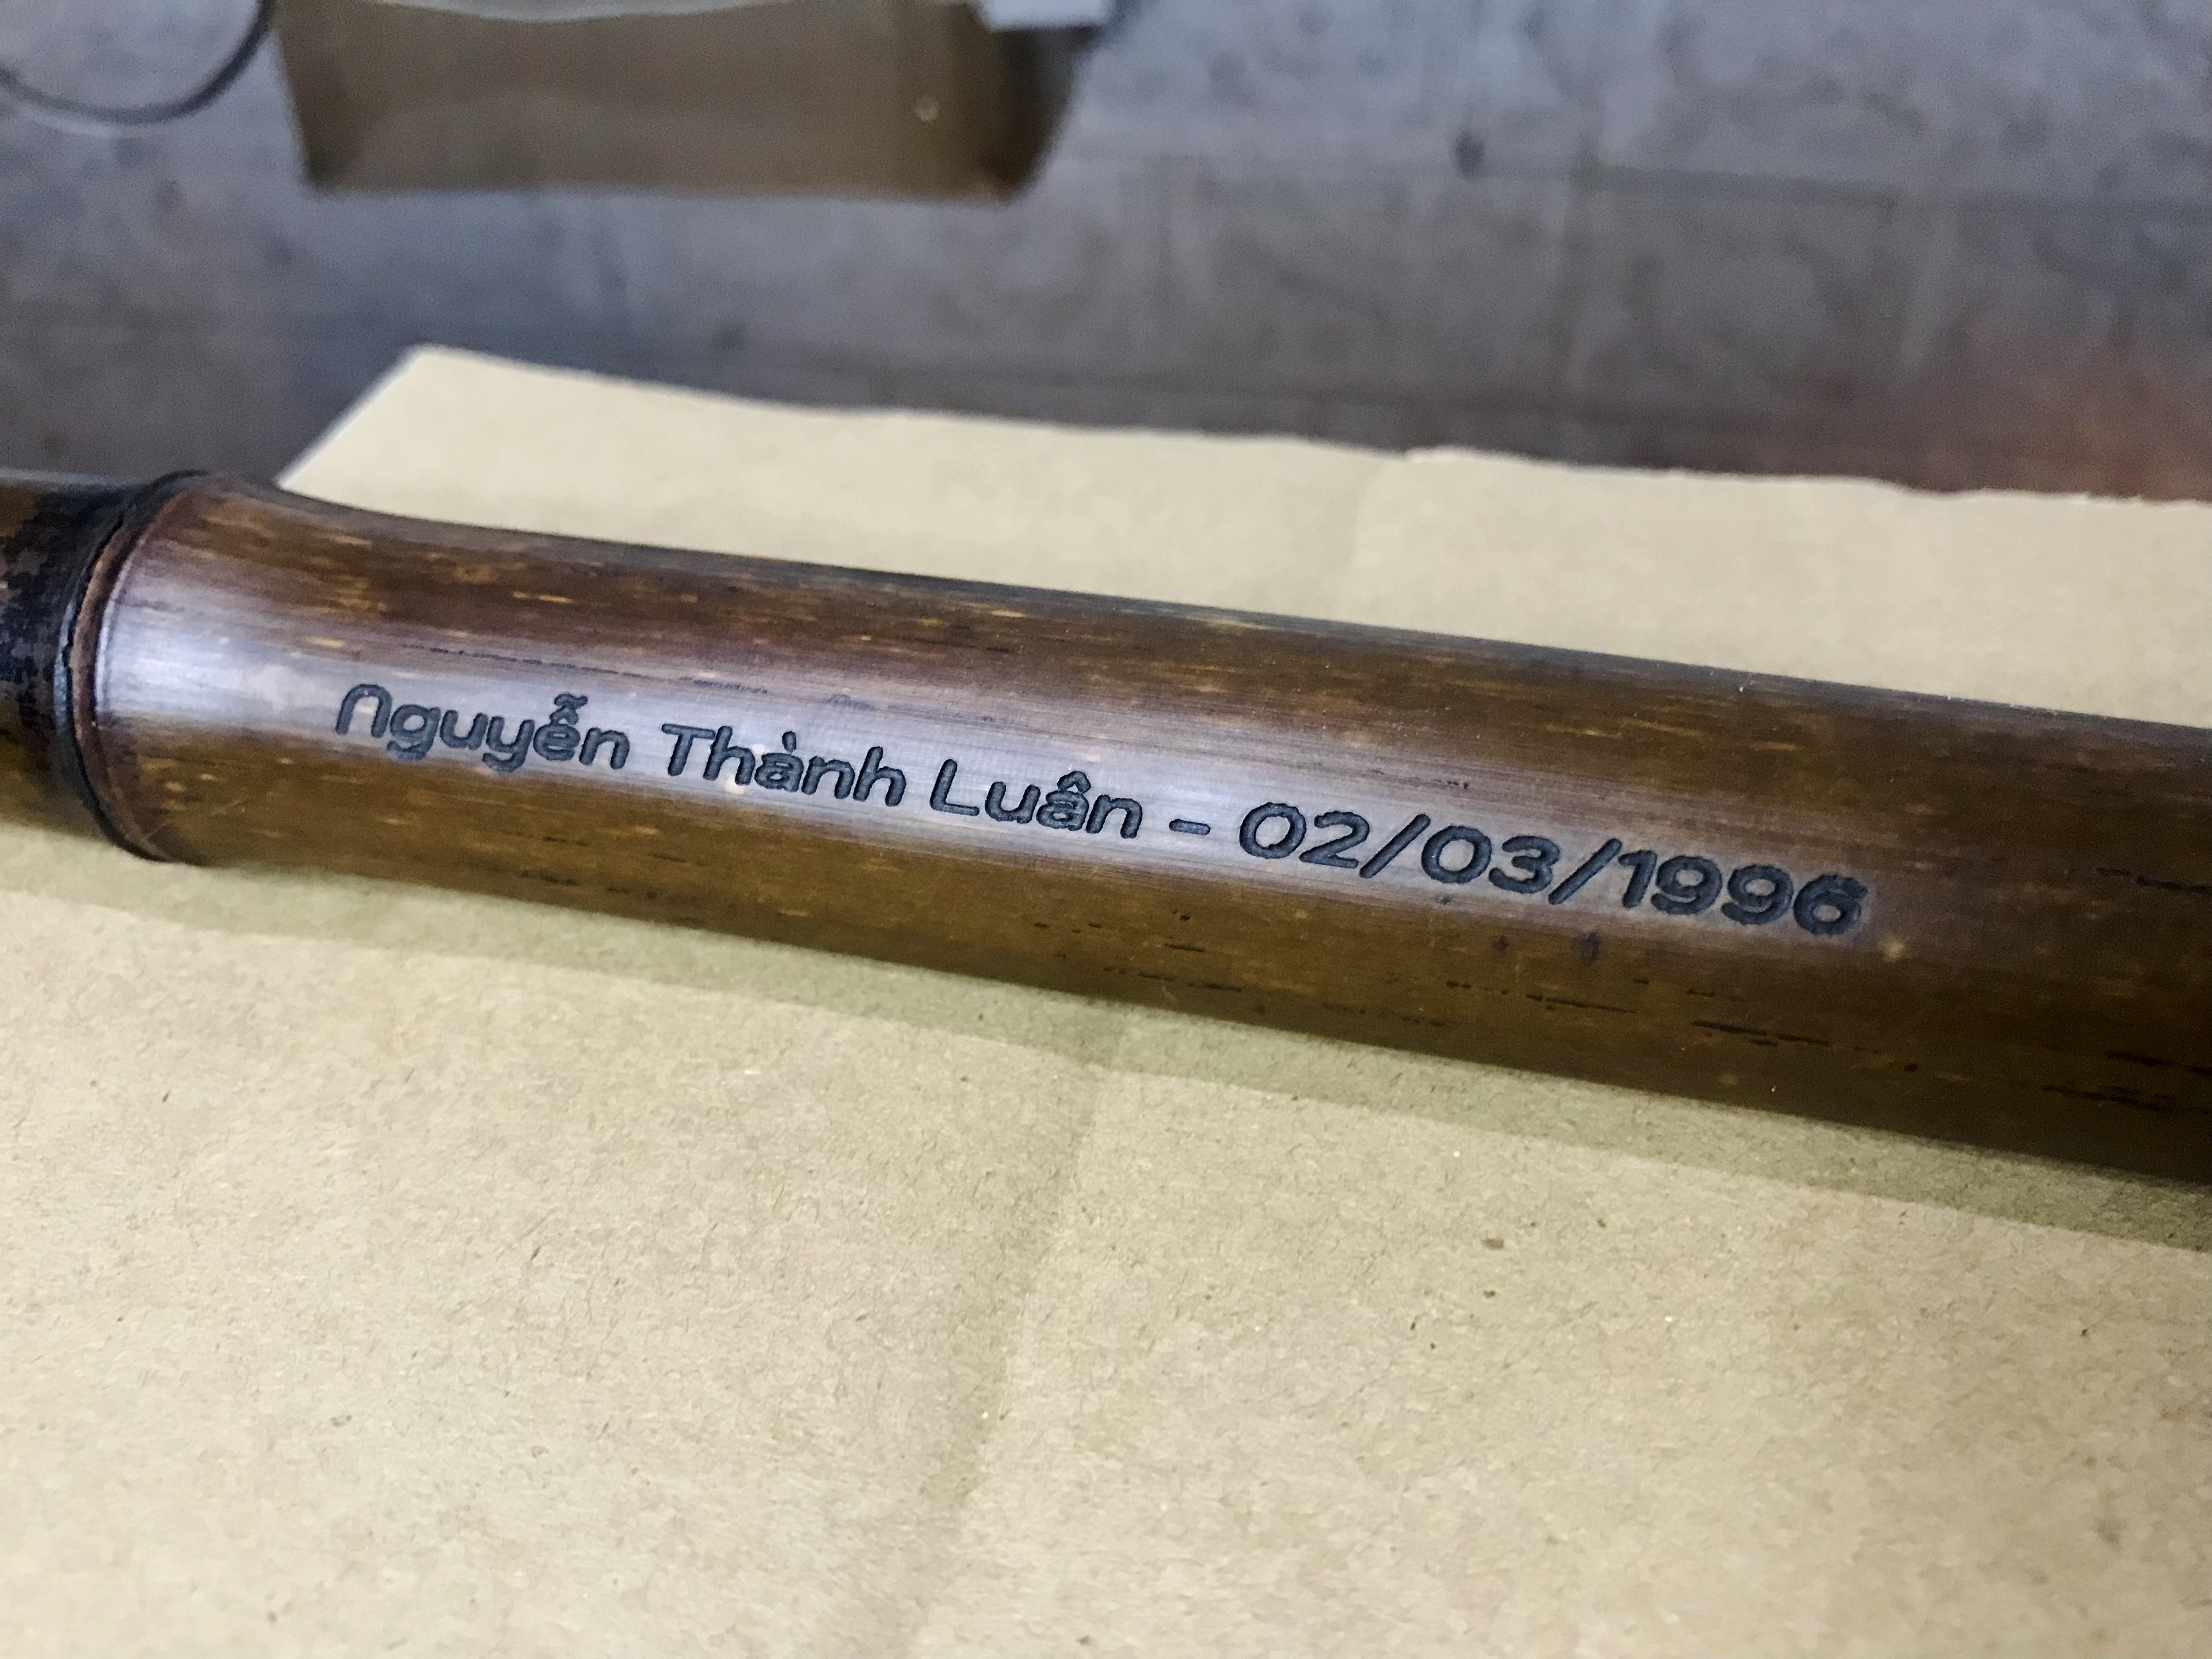 Nguyễn Thành Luân - 02/03/1996